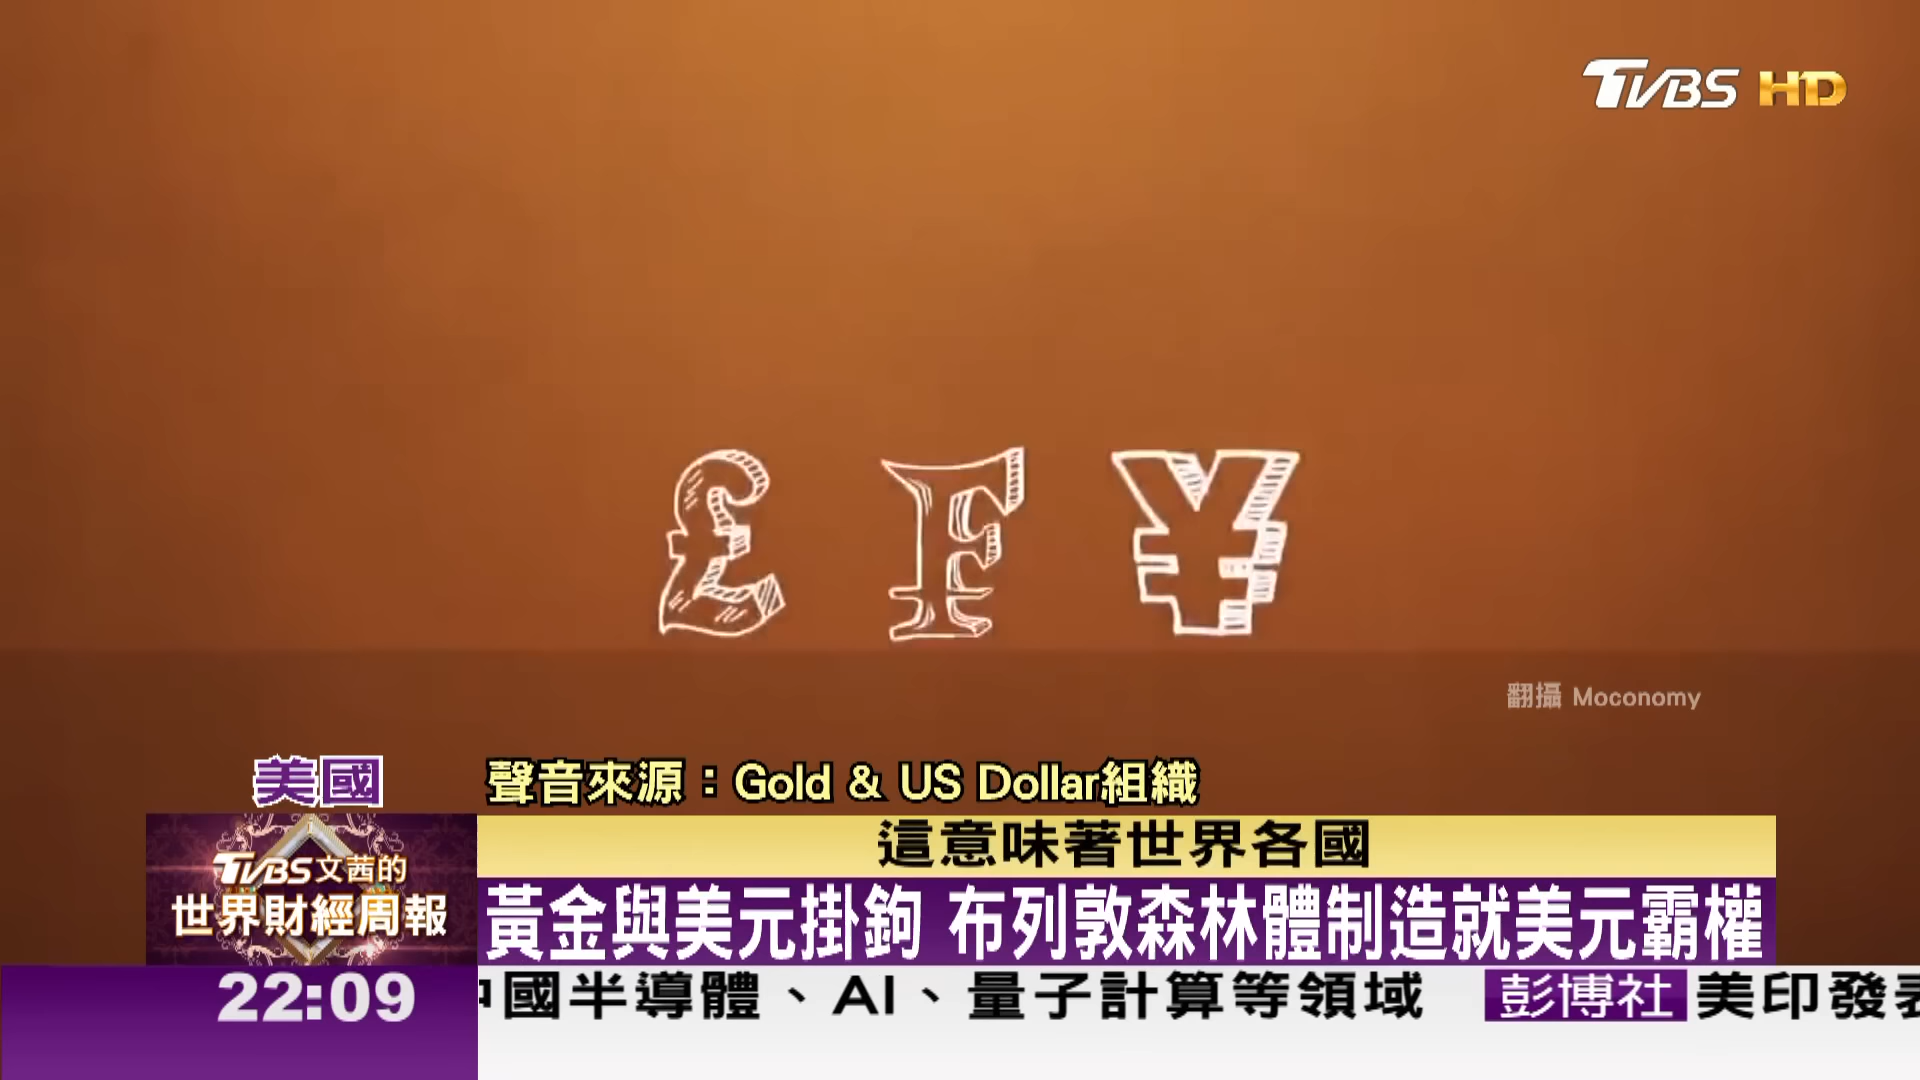 TVBS HD
£ F ¥
翻攝 Moconomy
美國
聲音來源：Gold & US Dollar組織
這意味著世界各國
TVBS文茜的
世界財經周報
黃金與美元掛鉤 布列敦森林體制造就美元霸權
22:09
中國半導體、AI、量子計算等領域 彭博社 美印發表